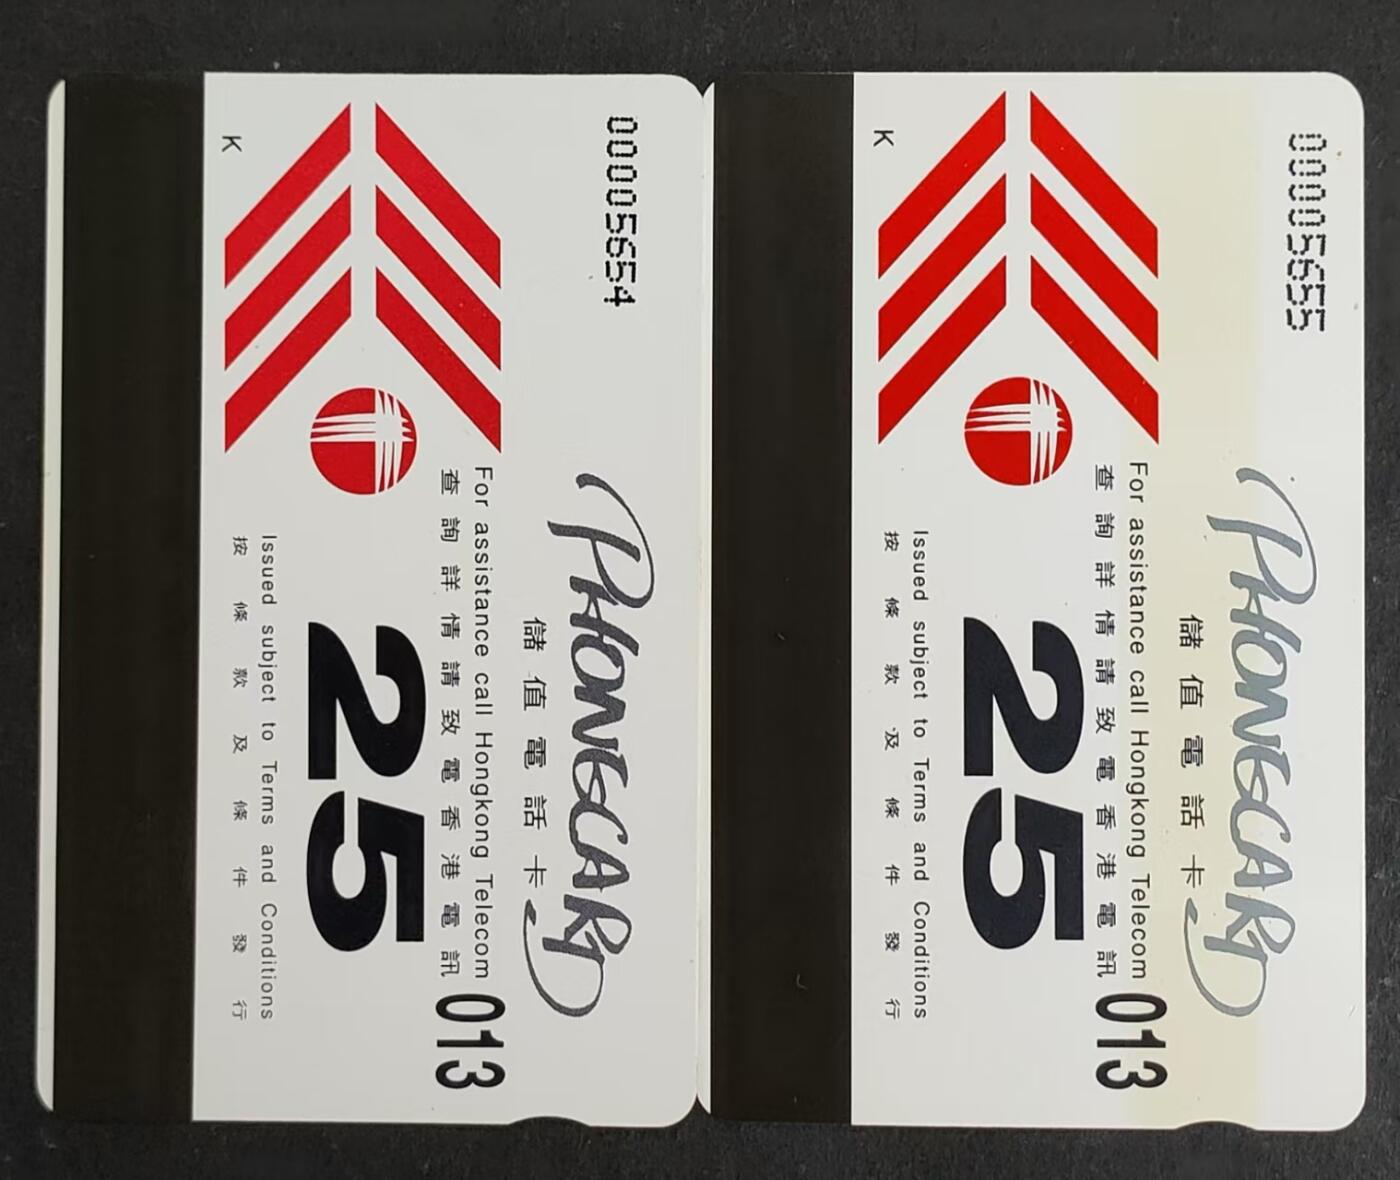 00005654
PHONECARD
儲值電話卡
For assistance call Hongkong Telecom 013
查詢詳情請致電香港電訊
25
Issued subject to Terms and Conditions
按條款及條件發行
K
00005655
PHONECARD
儲值電話卡
For assistance call Hongkong Telecom 013
查詢詳情請致電香港電訊
25
Issued subject to Terms and Conditions
按條款及條件發行
K